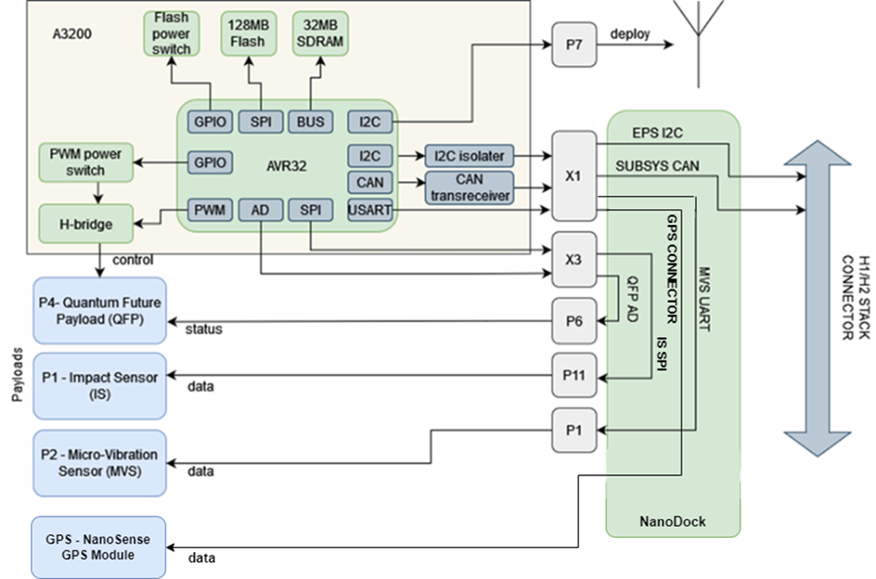 A3200
Flash
power
switch
128MB
Flash
32MB
SDRAM
P7
deploy
GPIO
SPI
BUS
I2C
PWM power
switch
GPIO
AVR32
I2C
I2C isolater
CAN
CAN
transreceiver
X1
EPS I2C
SUBSYS CAN
H-bridge
PWM
AD
SPI
USART
control
X3
GPS CONNECTOR
MVS UART
QFP AD
IS SPI
H1/H2 STACK
CONNECTOR
Payloads
P4- Quantum Future
Payload (QFP)
status
P6
P1 - Impact Sensor
(IS)
data
P11
P2 - Micro-Vibration
Sensor (MVS)
data
P1
GPS - NanoSense
GPS Module
data
NanoDock